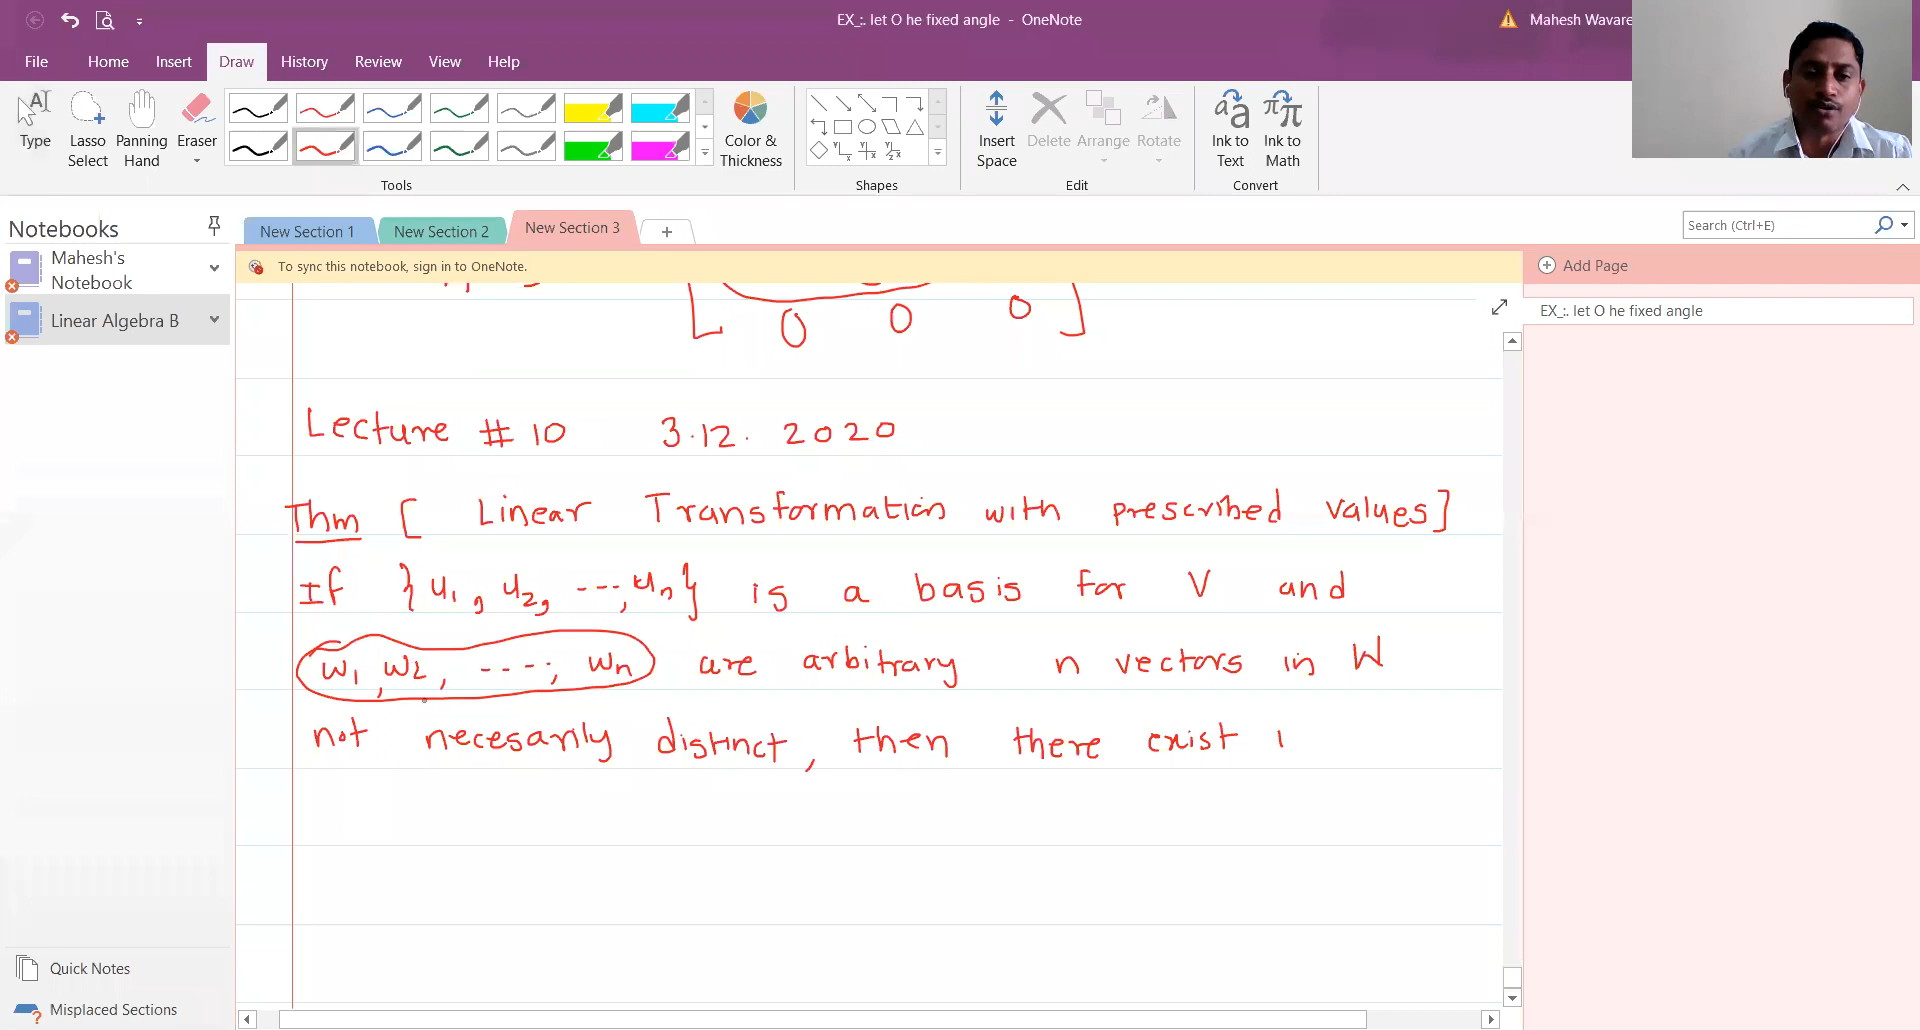 EX_:. let O he fixed angle - OneNote
Mahesh Wavare
File Home Insert Draw History Review View Help
Type
Lasso Select
Panning Hand
Eraser
Color & Thickness
Insert Space
Delete
Arrange
Rotate
Ink to Text
Ink to Math
Tools
Shapes
Edit
Convert
Notebooks
Mahesh's Notebook
Linear Algebra B
New Section 1
New Section 2
New Section 3
+
Search (Ctrl+E)
To sync this notebook, sign in to OneNote.
Add Page
EX_:. let O he fixed angle
0 0 0
Lecture # 10 3.12. 2020
Thm [ Linear Transformation with prescribed values]
If {u1, u2, ---, un} is a basis for V and
w1, w2, ----, wn are arbitrary n vectors in W
not necesarily distinct, then there exist
Quick Notes
Misplaced Sections